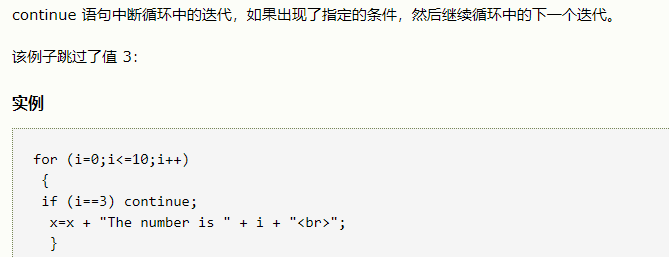 continue 语句中断循环中的迭代，如果出现了指定的条件，然后继续循环中的下一个迭代。
该例子跳过了值 3：
实例
for (i=0;i<=10;i++)
{
if (i==3) continue;
x=x + "The number is " + i + "<br>";
}